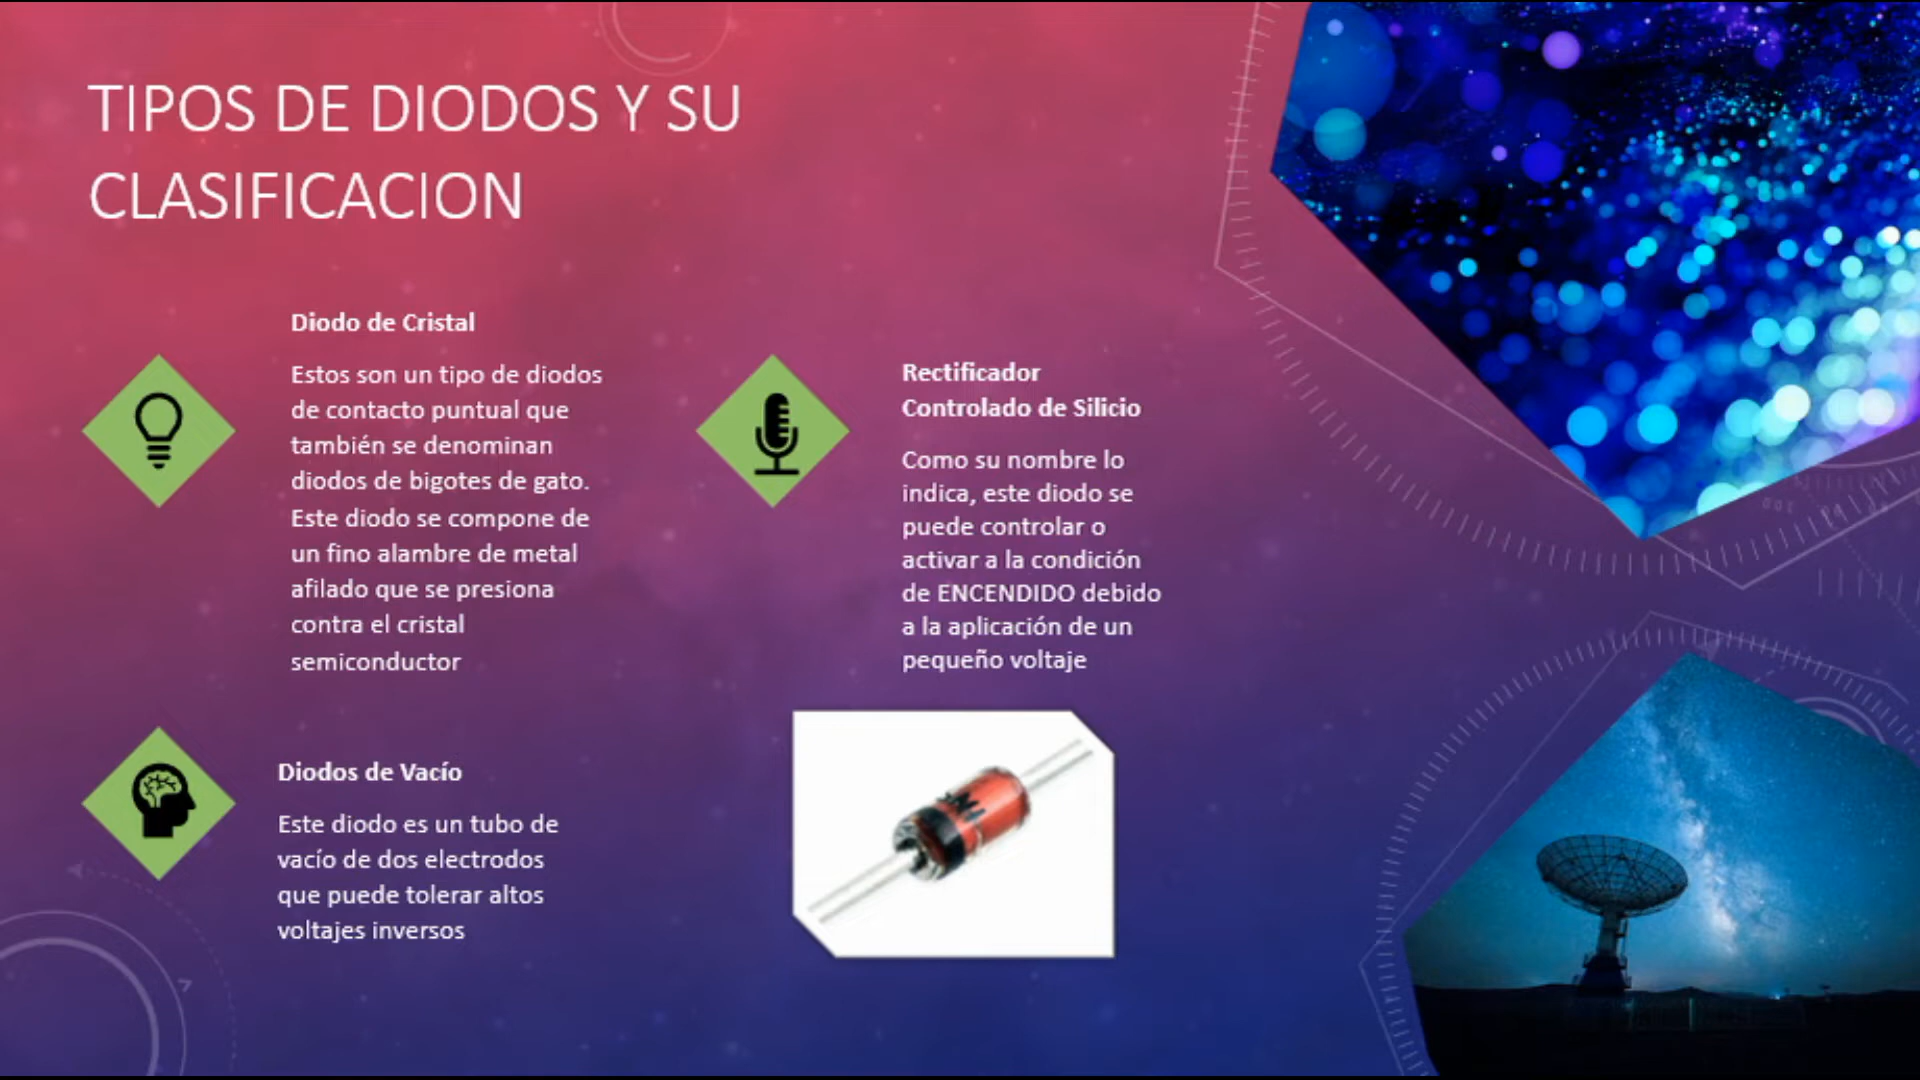 TIPOS DE DIODOS Y SU
CLASIFICACION
Diodo de Cristal
Estos son un tipo de diodos
de contacto puntual que
también se denominan
diodos de bigotes de gato.
Este diodo se compone de
un fino alambre de metal
afilado que se presiona
contra el cristal
semiconductor
Rectificador
Controlado de Silicio
Como su nombre lo
indica, este diodo se
puede controlar o
activar a la condición
de ENCENDIDO debido
a la aplicación de un
pequeño voltaje
Diodos de Vacío
Este diodo es un tubo de
vacío de dos electrodos
que puede tolerar altos
voltajes inversos